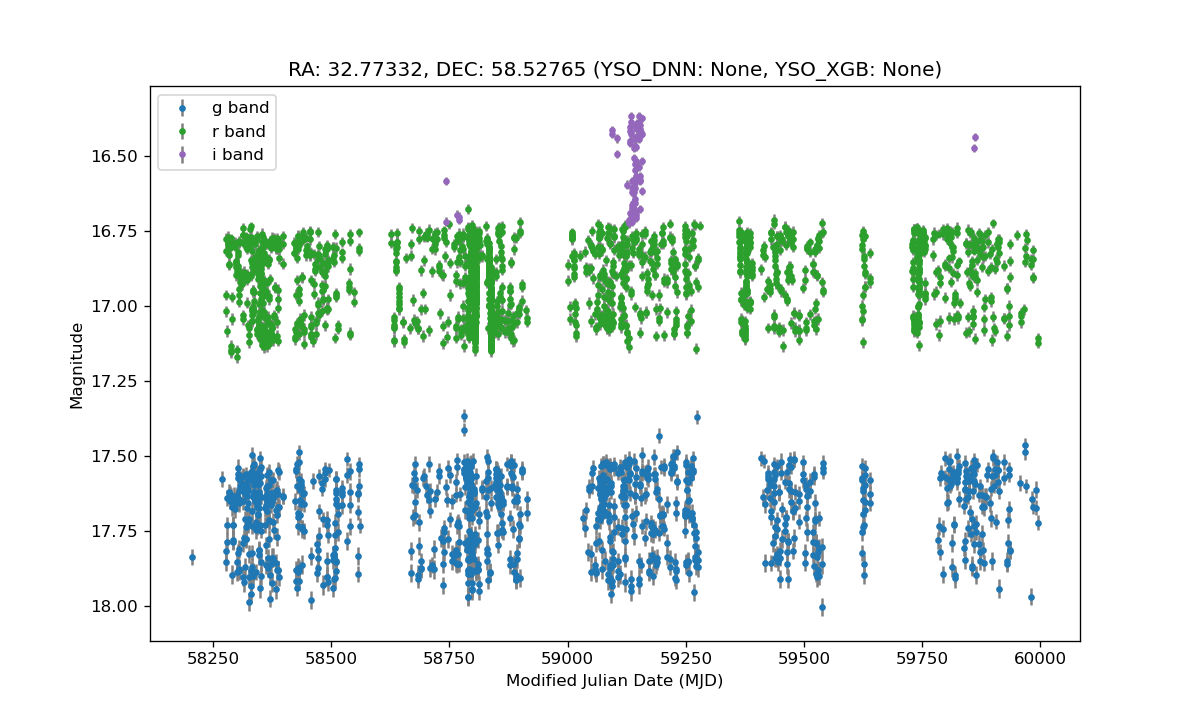 RA: 32.77332, DEC: 58.52765 (YSO_DNN: None, YSO_XGB: None)
g band
r band
i band
16.50
16.75
17.00
17.25
17.50
17.75
18.00
Magnitude
58250 58500 58750 59000 59250 59500 59750 60000
Modified Julian Date (MJD)